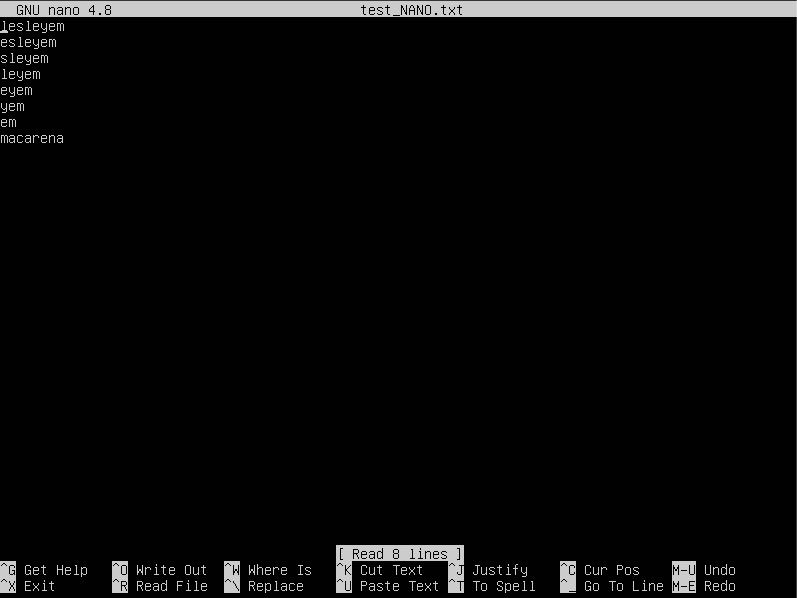 GNU nano 4.8 test_NANO.txt
lesleyem
esleyem
sleyem
leyem
eyem
yem
em
macarena
[ Read 8 lines ]
^G Get Help ^O Write Out ^W Where Is ^K Cut Text ^J Justify ^C Cur Pos M-U Undo
^X Exit ^R Read File ^\ Replace ^U Paste Text ^T To Spell ^_ Go To Line M-E Redo